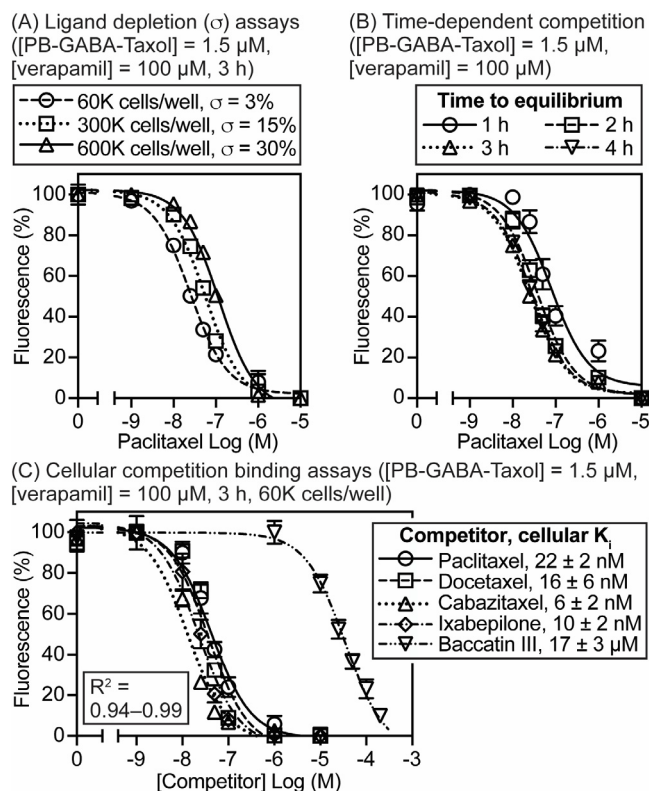 (A) Ligand depletion (σ) assays
([PB-GABA-Taxol] = 1.5 µM,
[verapamil] = 100 µM, 3 h)
60K cells/well, σ = 3%
300K cells/well, σ = 15%
600K cells/well, σ = 30%
Fluorescence (%)
100
80
60
40
20
0
0 -9 -8 -7 -6 -5
Paclitaxel Log (M)
(B) Time-dependent competition
([PB-GABA-Taxol] = 1.5 µM,
[verapamil] = 100 µM)
Time to equilibrium
1 h 2 h
3 h 4 h
Fluorescence (%)
100
80
60
40
20
0
0 -9 -8 -7 -6 -5
Paclitaxel Log (M)
(C) Cellular competition binding assays ([PB-GABA-Taxol] = 1.5 µM,
[verapamil] = 100 µM, 3 h, 60K cells/well)
Fluorescence (%)
100
80
60
40
20
0
R² =
0.94–0.99
0 -9 -8 -7 -6 -5 -4 -3
[Competitor] Log (M)
Competitor, cellular Kᵢ
Paclitaxel, 22 ± 2 nM
Docetaxel, 16 ± 6 nM
Cabazitaxel, 6 ± 2 nM
Ixabepilone, 10 ± 2 nM
Baccatin III, 17 ± 3 µM